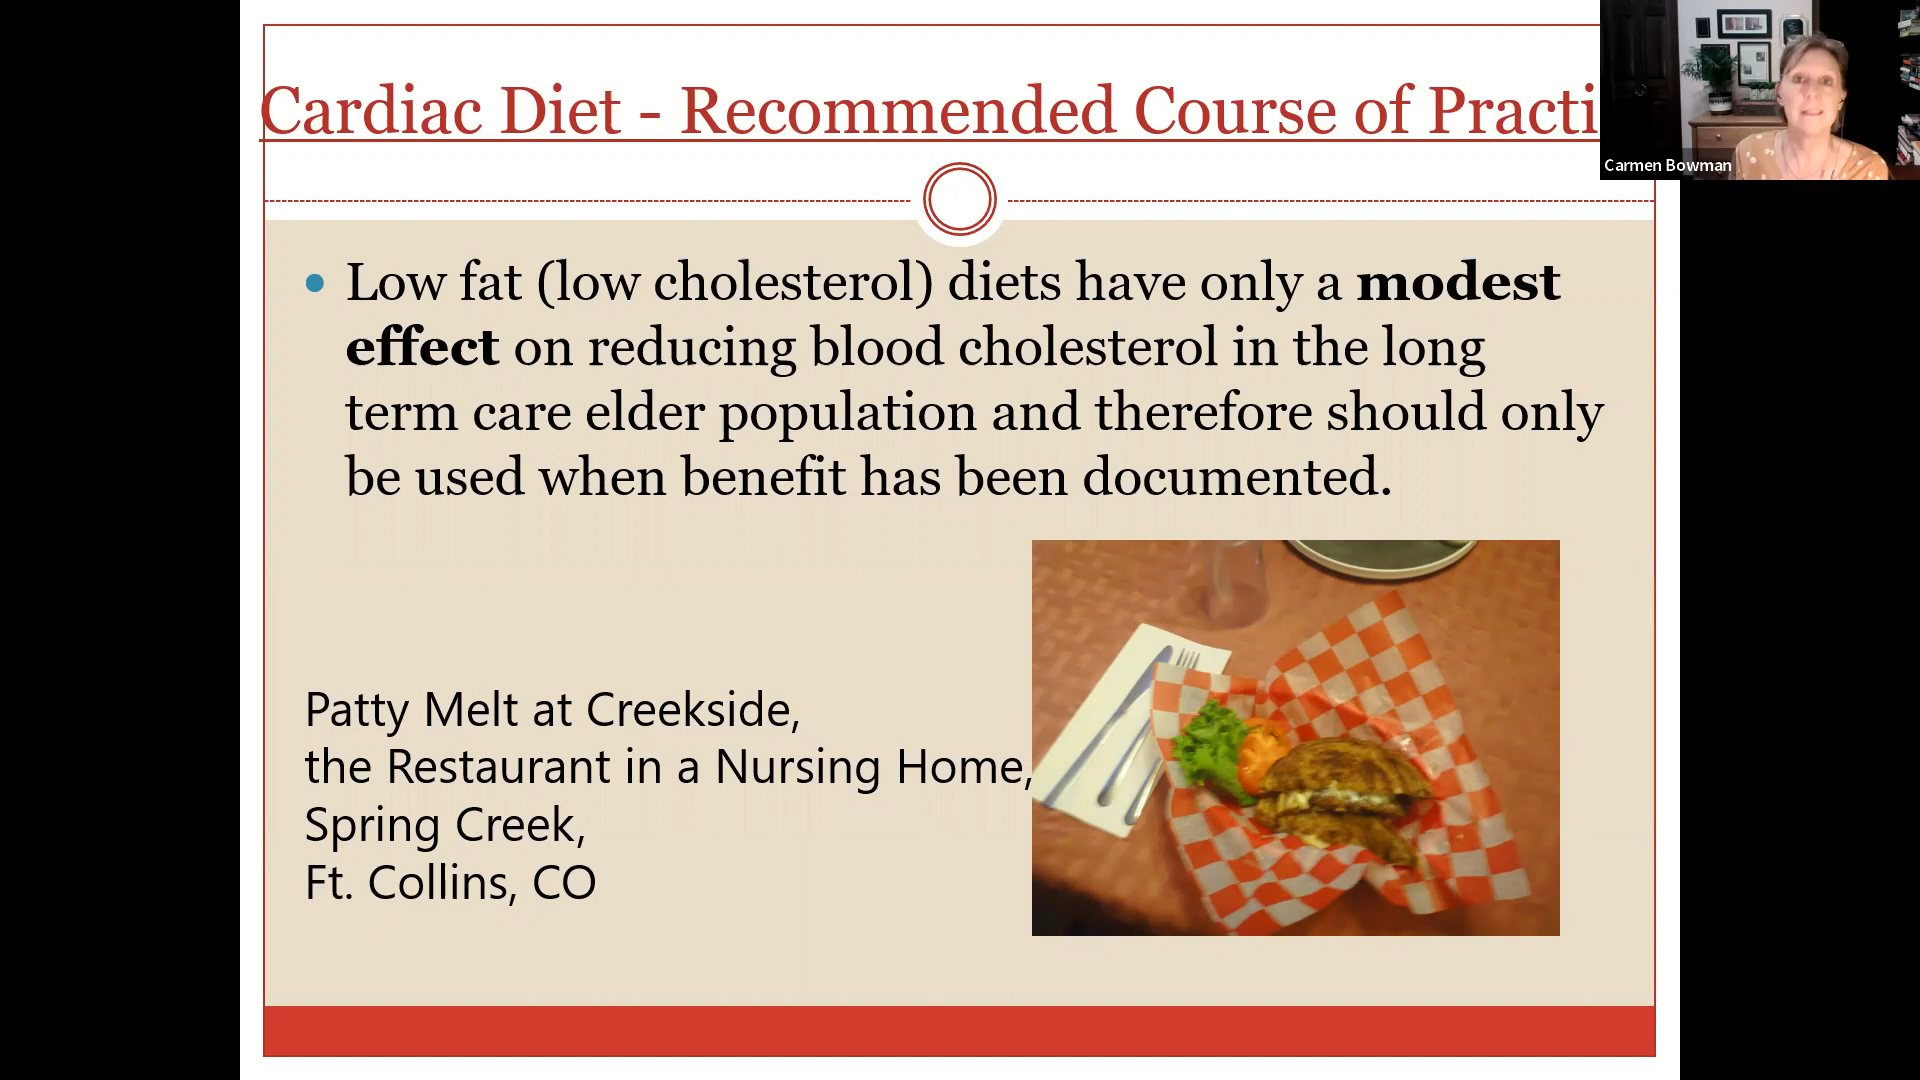 Cardiac Diet - Recommended Course of Practi
Carmen Bowman
Low fat (low cholesterol) diets have only a modest
effect on reducing blood cholesterol in the long
term care elder population and therefore should only
be used when benefit has been documented.
Patty Melt at Creekside,
the Restaurant in a Nursing Home,
Spring Creek,
Ft. Collins, CO